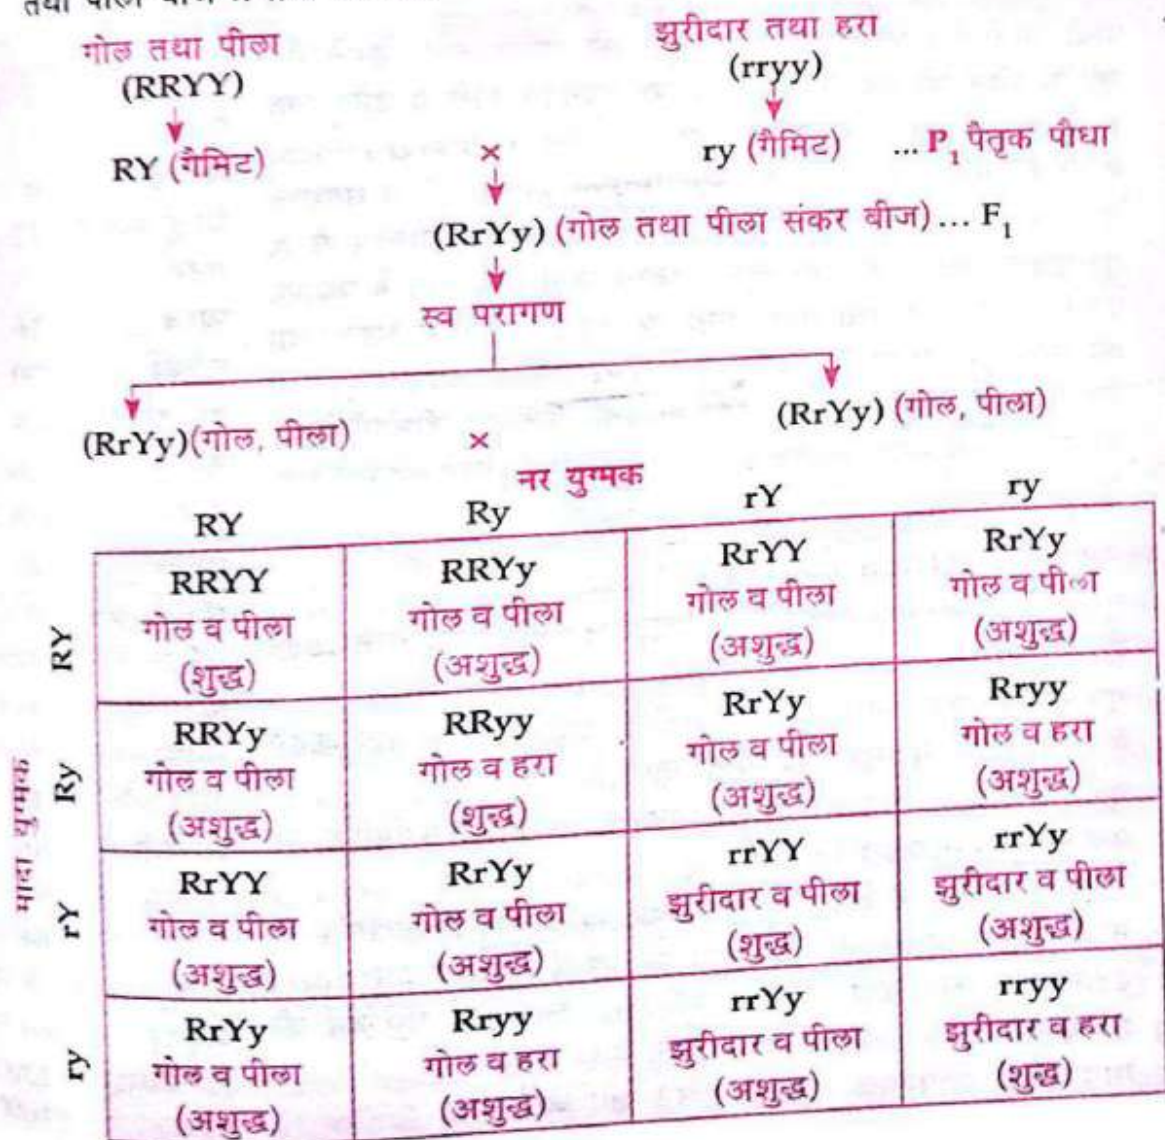 तथा पीला बीज
गोल तथा पीला झुरीदार तथा हरा
(RRYY) (rryy)
RY (गैमिट) × ry (गैमिट) ...P₁ पैतृक पौधा
(RrYy) (गोल तथा पीला संकर बीज)... F₁
स्व परागण
(RrYy)(गोल, पीला) × (RrYy) (गोल, पीला)
नर युग्मक
RY Ry rY ry
मादा युग्मक
RY
RRYY RRYy RrYY RrYy
गोल व पीला गोल व पीला गोल व पीला गोल व पीला
(शुद्ध) (अशुद्ध) (अशुद्ध) (अशुद्ध)
Ry
RRYy RRyy RrYy Rryy
गोल व पीला गोल व हरा गोल व पीला गोल व हरा
(अशुद्ध) (शुद्ध) (अशुद्ध) (अशुद्ध)
rY
RrYY RrYy rrYY rrYy
गोल व पीला गोल व पीला झुरीदार व पीला झुरीदार व पीला
(अशुद्ध) (अशुद्ध) (शुद्ध) (अशुद्ध)
ry
RrYy Rryy rrYy rryy
गोल व पीला गोल व हरा झुरीदार व पीला झुरीदार व हरा
(अशुद्ध) (अशुद्ध) (अशुद्ध) (शुद्ध)